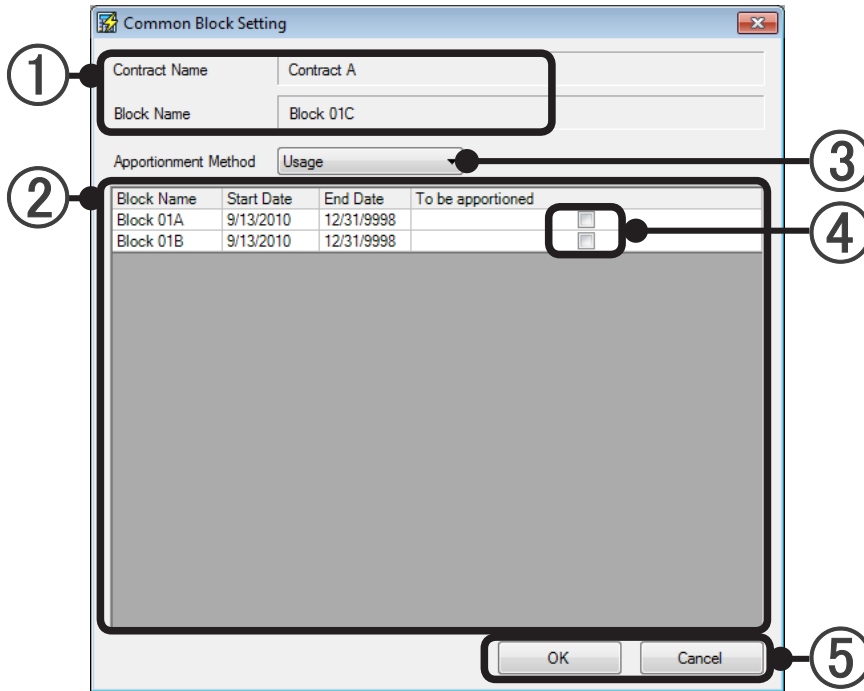 Common Block Setting
① Contract Name Contract A
Block Name Block 01C
Apportionment Method Usage ③
② Block Name Start Date End Date To be apportioned
Block 01A 9/13/2010 12/31/9998 ④
Block 01B 9/13/2010 12/31/9998
OK Cancel ⑤